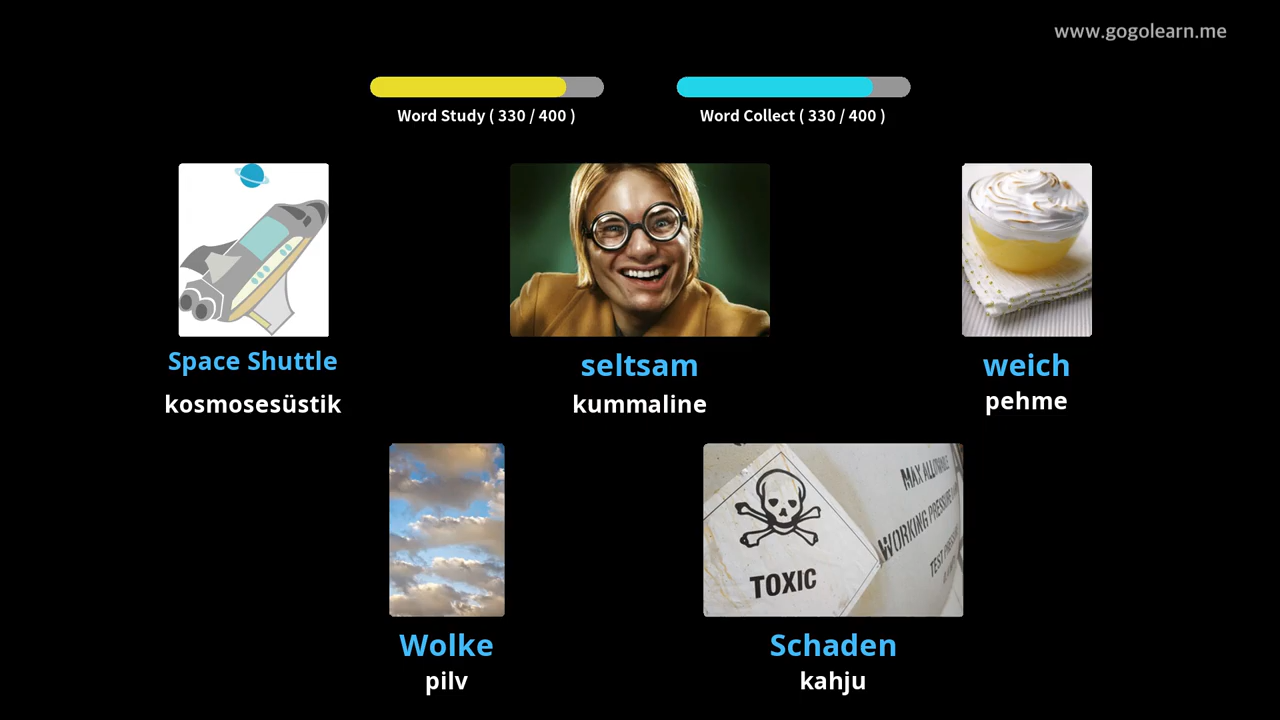 www.gogolearn.me
Word Study ( 330 / 400 )
Word Collect ( 330 / 400 )
Space Shuttle
kosmosesüstik
seltsam
kummaline
weich
pehme
TOXIC
MAX ALLOWABLE
WORKING PRESSURE
TEST PRESSURE
Wolke
pilv
Schaden
kahju